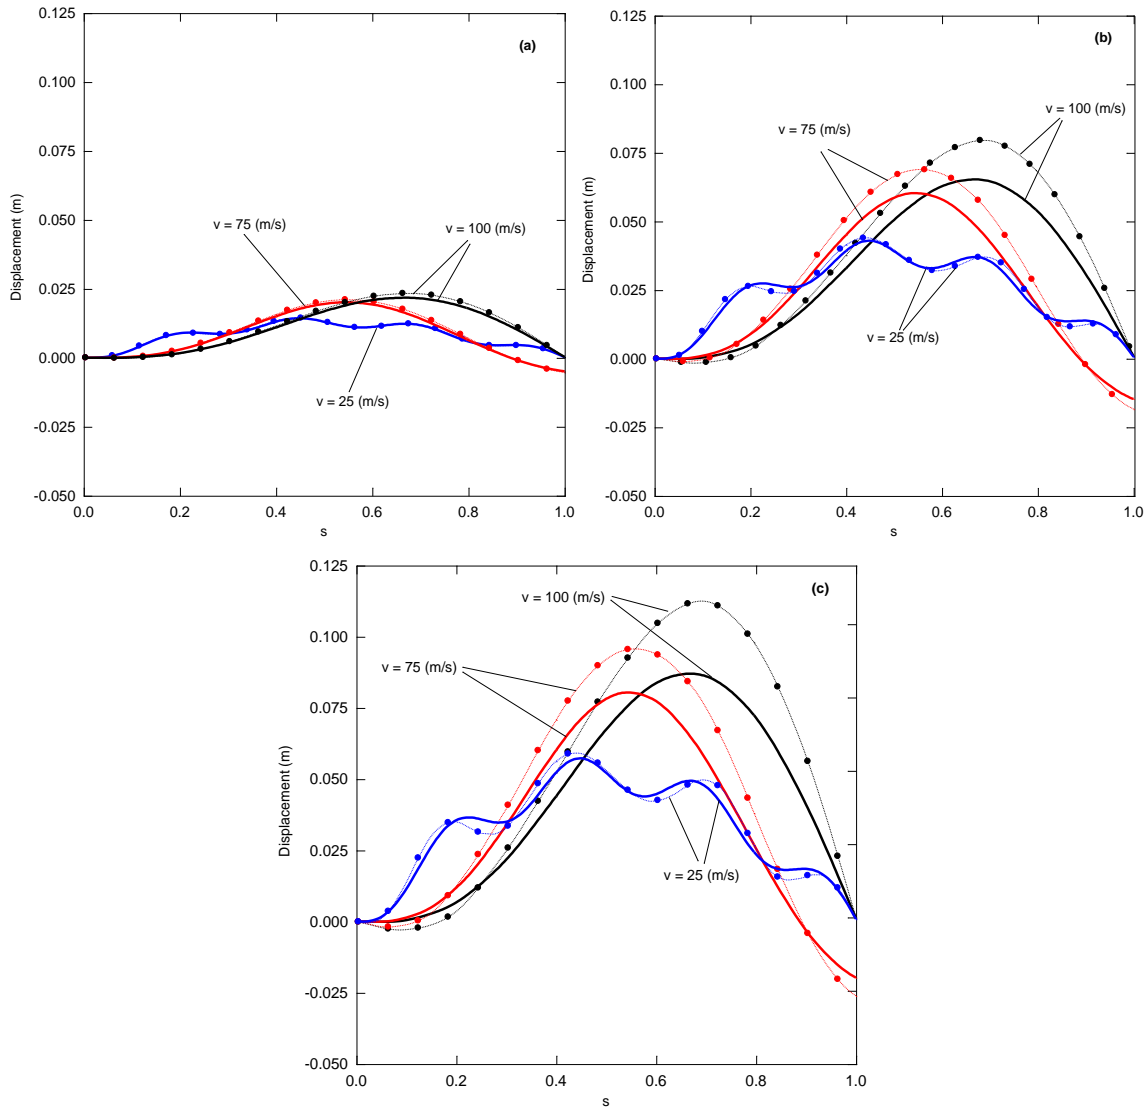 (a)
0.125
0.100
0.075
0.050
0.025
0.000
-0.025
-0.050
Displacement (m)
v = 75 (m/s)
v = 100 (m/s)
v = 25 (m/s)
0.0 0.2 0.4 0.6 0.8 1.0
s
(b)
0.125
0.100
0.075
0.050
0.025
0.000
-0.025
-0.050
Displacement (m)
v = 100 (m/s)
v = 75 (m/s)
v = 25 (m/s)
0.0 0.2 0.4 0.6 0.8 1.0
s
(c)
0.125
0.100
0.075
0.050
0.025
0.000
-0.025
-0.050
Displacement (m)
v = 100 (m/s)
v = 75 (m/s)
v = 25 (m/s)
0.0 0.2 0.4 0.6 0.8 1.0
s